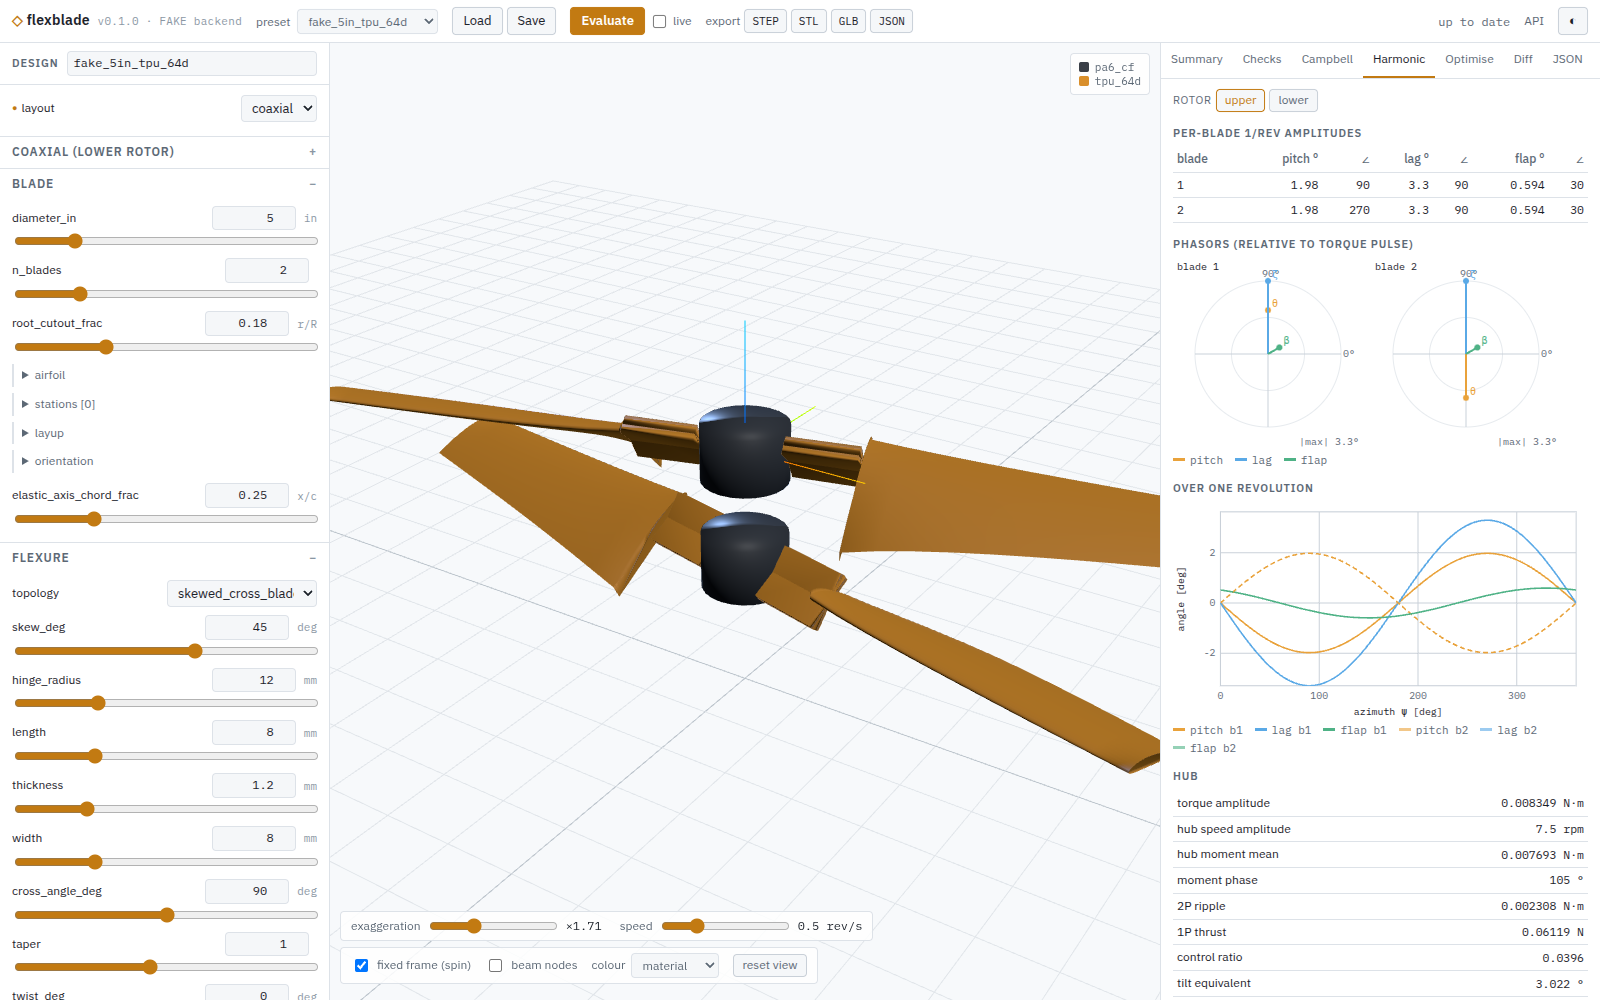 ◇ flexblade v0.1.0 · FAKE backend preset fake_5in_tpu_64d Load Save Evaluate live export STEP STL GLB JSON up to date API
DESIGN fake_5in_tpu_64d
• layout coaxial
COAXIAL (LOWER ROTOR) +
BLADE −
diameter_in 5 in
n_blades 2
root_cutout_frac 0.18 r/R
▶ airfoil
▶ stations [0]
▶ layup
▶ orientation
elastic_axis_chord_frac 0.25 x/c
FLEXURE −
topology skewed_cross_blad
skew_deg 45 deg
hinge_radius 12 mm
length 8 mm
thickness 1.2 mm
width 8 mm
cross_angle_deg 90 deg
taper 1
twist_deg 0 deg
pa6_cf
tpu_64d
exaggeration ×1.71 speed 0.5 rev/s
fixed frame (spin) beam nodes colour material reset view
Summary Checks Campbell Harmonic Optimise Diff JSON
ROTOR upper lower
PER-BLADE 1/REV AMPLITUDES
blade pitch ° ∠ lag ° ∠ flap ° ∠
1 1.98 90 3.3 90 0.594 30
2 1.98 270 3.3 90 0.594 30
PHASORS (RELATIVE TO TORQUE PULSE)
blade 1 blade 2
90° ζ 90° ζ
θ
β β
0° 0°
θ
|max| 3.3° |max| 3.3°
pitch lag flap
OVER ONE REVOLUTION
angle [deg]
2
0
-2
0 100 200 300
azimuth ψ [deg]
pitch b1 lag b1 flap b1 pitch b2 lag b2
flap b2
HUB
torque amplitude 0.008349 N·m
hub speed amplitude 7.5 rpm
hub moment mean 0.007693 N·m
moment phase 105 °
2P ripple 0.002308 N·m
1P thrust 0.06119 N
control ratio 0.0396
tilt equivalent 3.022 °